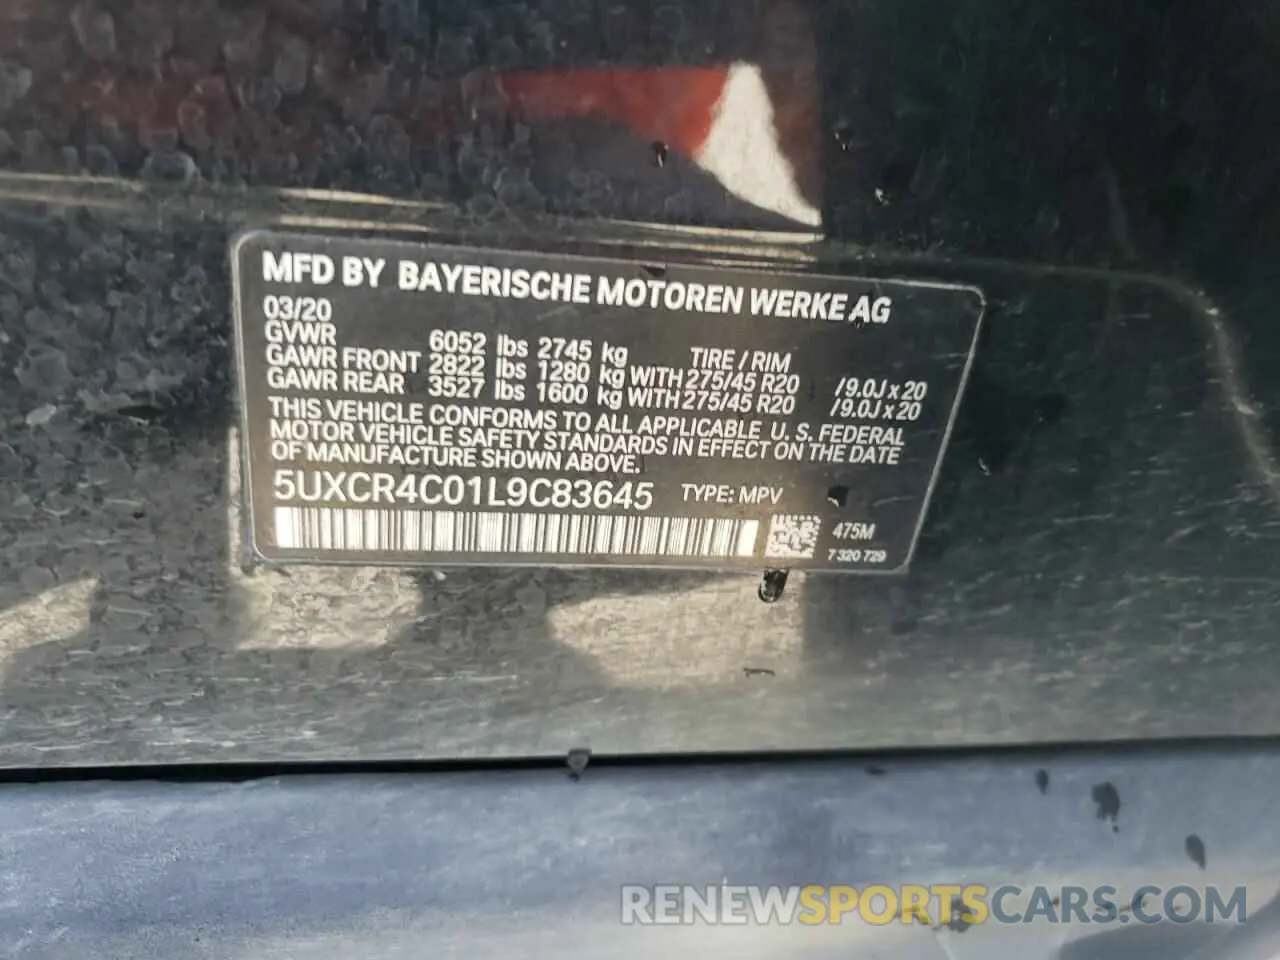 MFD BY BAYERISCHE MOTOREN WERKE AG
03/20
GVWR 6052 lbs 2745 kg TIRE / RIM
GAWR FRONT 2822 lbs 1280 kg WITH 275/45 R20 /9.0J x 20
GAWR REAR 3527 lbs 1600 kg WITH 275/45 R20 /9.0J x 20
THIS VEHICLE CONFORMS TO ALL APPLICABLE U. S. FEDERAL
MOTOR VEHICLE SAFETY STANDARDS IN EFFECT ON THE DATE
OF MANUFACTURE SHOWN ABOVE.
5UXCR4C01L9C83645 TYPE: MPV
475M
7 320 729
RENEWSPORTSCARS.COM